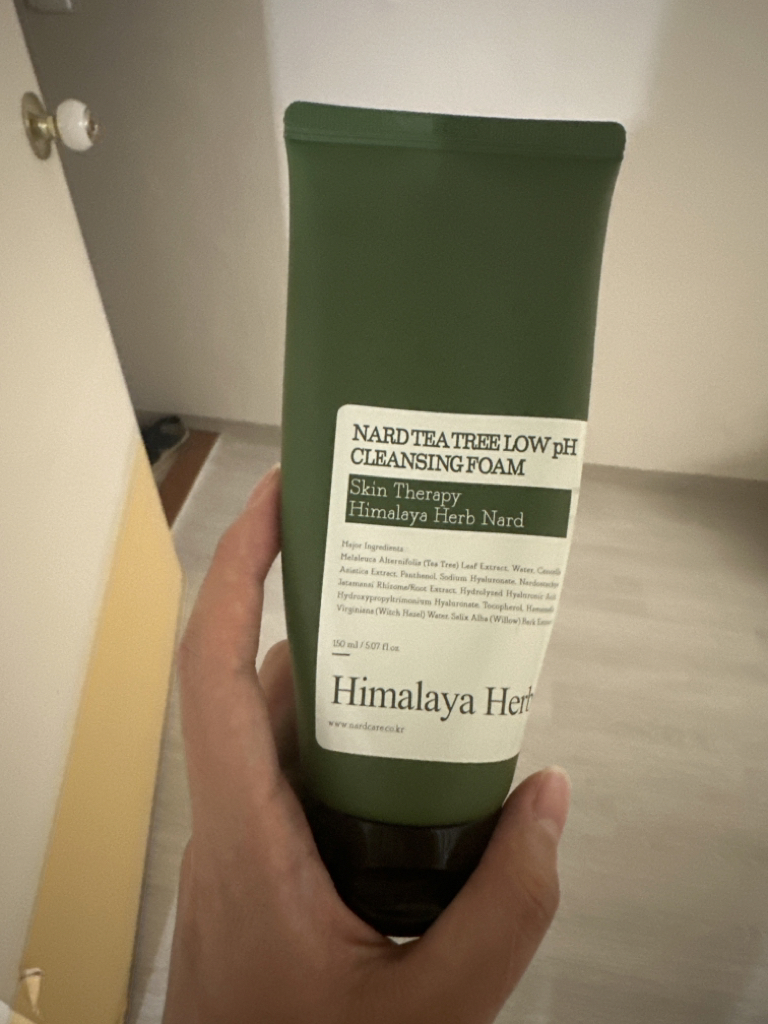 NARD TEA TREE LOW pH
CLEANSING FOAM
Skin Therapy
Himalaya Herb Nard
Major Ingredients
Melaleuca Alternifolia (Tea Tree) Leaf Extract, Water,
Asiatica Extract, Panthenol, Sodium Hyaluronate,
Jatamansi Rhizome/Root Extract, Hydrolyzed Hyaluronic
Hydroxypropyltrimonium Hyaluronate, Tocopherol,
Virginiana (Witch Hazel) Water, Salix Alba (Willow) Bark
150 ml / 5.07 fl oz
Himalaya Herb
www.nardcare.co.kr